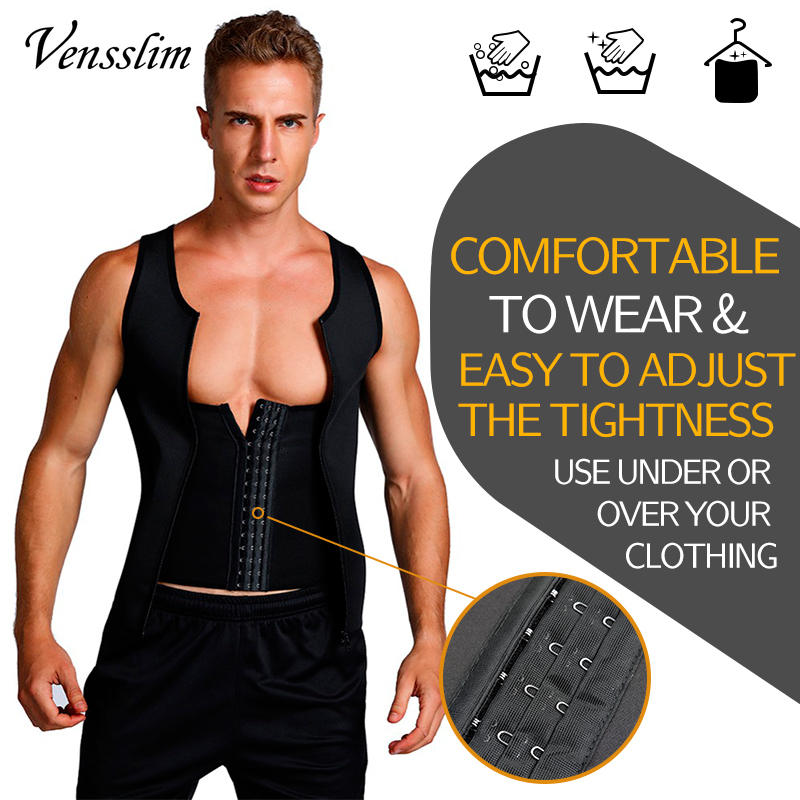 Vensslim
COMFORTABLE
TO WEAR &
EASY TO ADJUST
THE TIGHTNESS
USE UNDER OR
OVER YOUR
CLOTHING